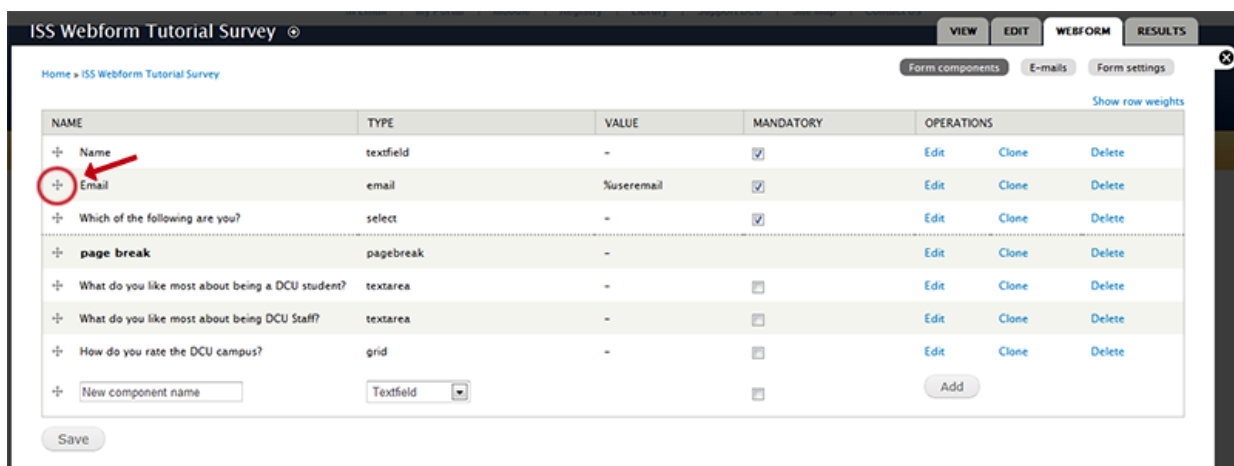 ISS Webform Tutorial Survey
VIEW EDIT WEBFORM RESULTS
Home » ISS Webform Tutorial Survey
Form components E-mails Form settings
Show row weights
NAME TYPE VALUE MANDATORY OPERATIONS
Name textfield - Edit Clone Delete
Email email %useremail Edit Clone Delete
Which of the following are you? select - Edit Clone Delete
page break pagebreak - Edit Clone Delete
What do you like most about being a DCU student? textarea - Edit Clone Delete
What do you like most about being DCU Staff? textarea - Edit Clone Delete
How do you rate the DCU campus? grid - Edit Clone Delete
New component name Textfield Add
Save